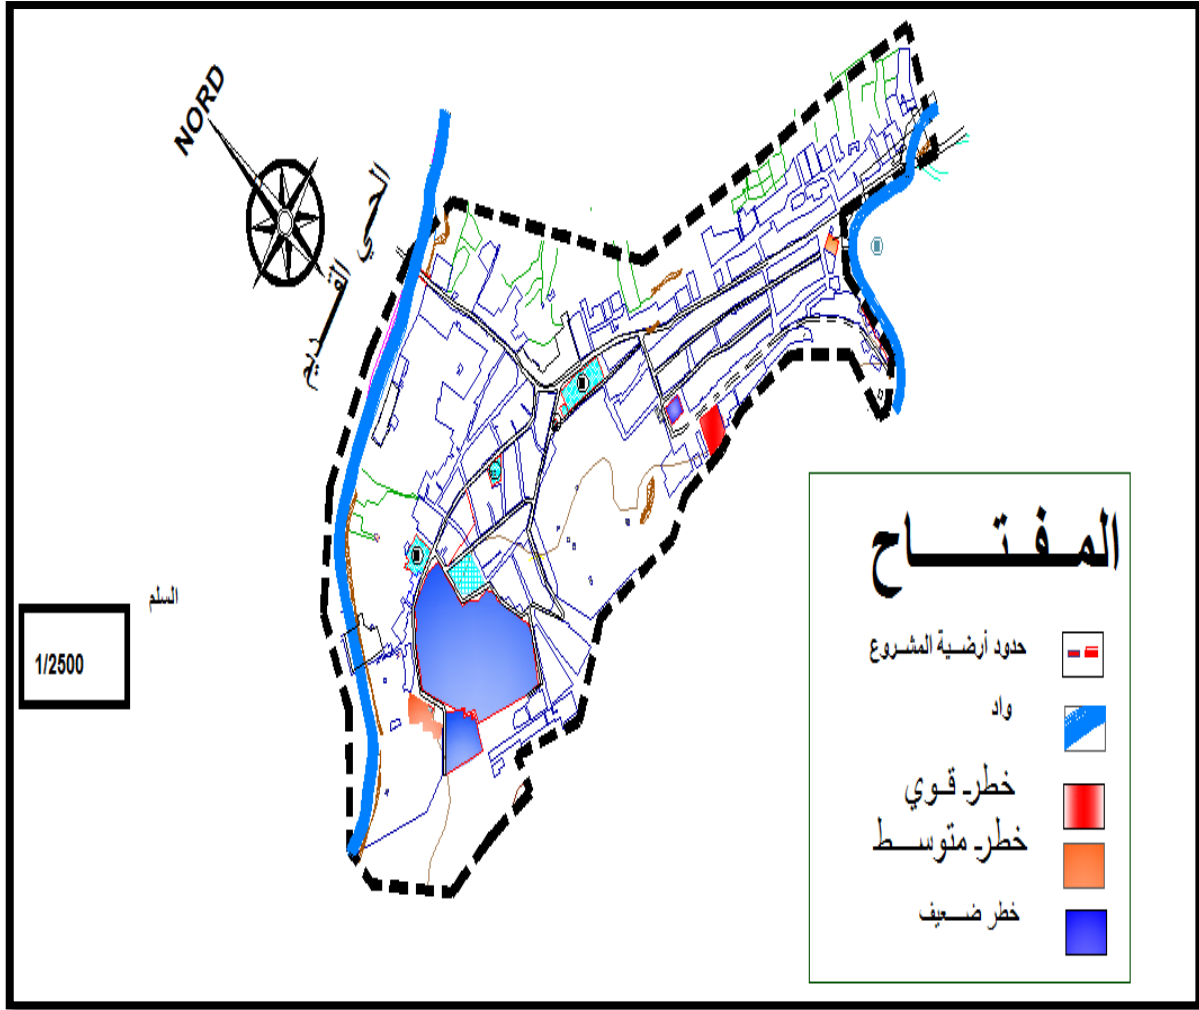 NORD
الحي القديم
السلم
1/2500
المفتاح
حدود أرضية المشروع
واد
خطر قوي
خطر متوسط
خطر ضعيف